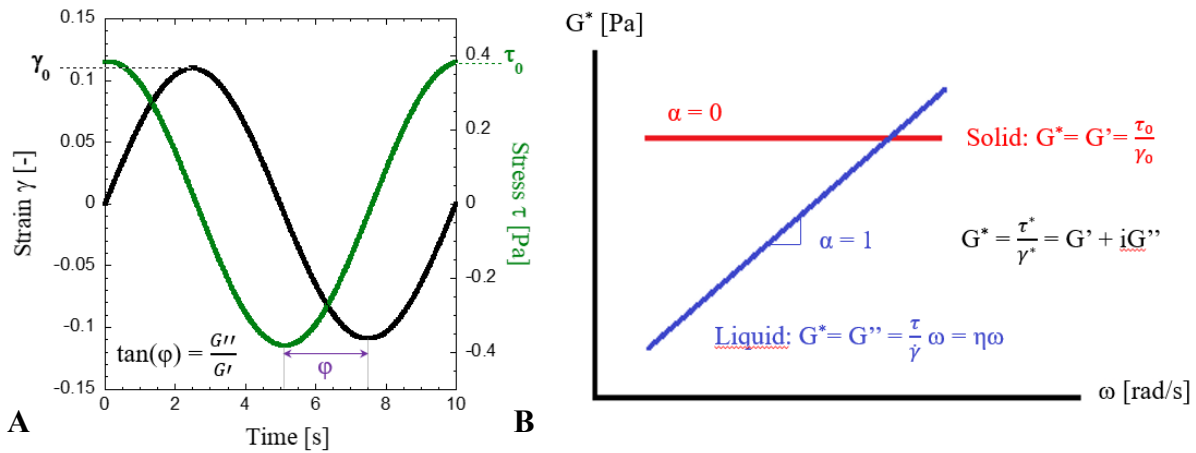 0.15
0.1
0.05
0
-0.05
-0.1
-0.15
γ₀
Strain γ [-]
0 2 4 6 8 10
Time [s]
0.4
0.2
0
-0.2
-0.4
τ₀
Stress τ [Pa]
tan(φ) = G''/G'
φ
A
G* [Pa]
α = 0
Solid: G*= G'= τ₀/γ₀
α = 1
G* = τ*/γ* = G' + iG''
Liquid: G*= G'' = τ/γ̇ ω = ηω
ω [rad/s]
B